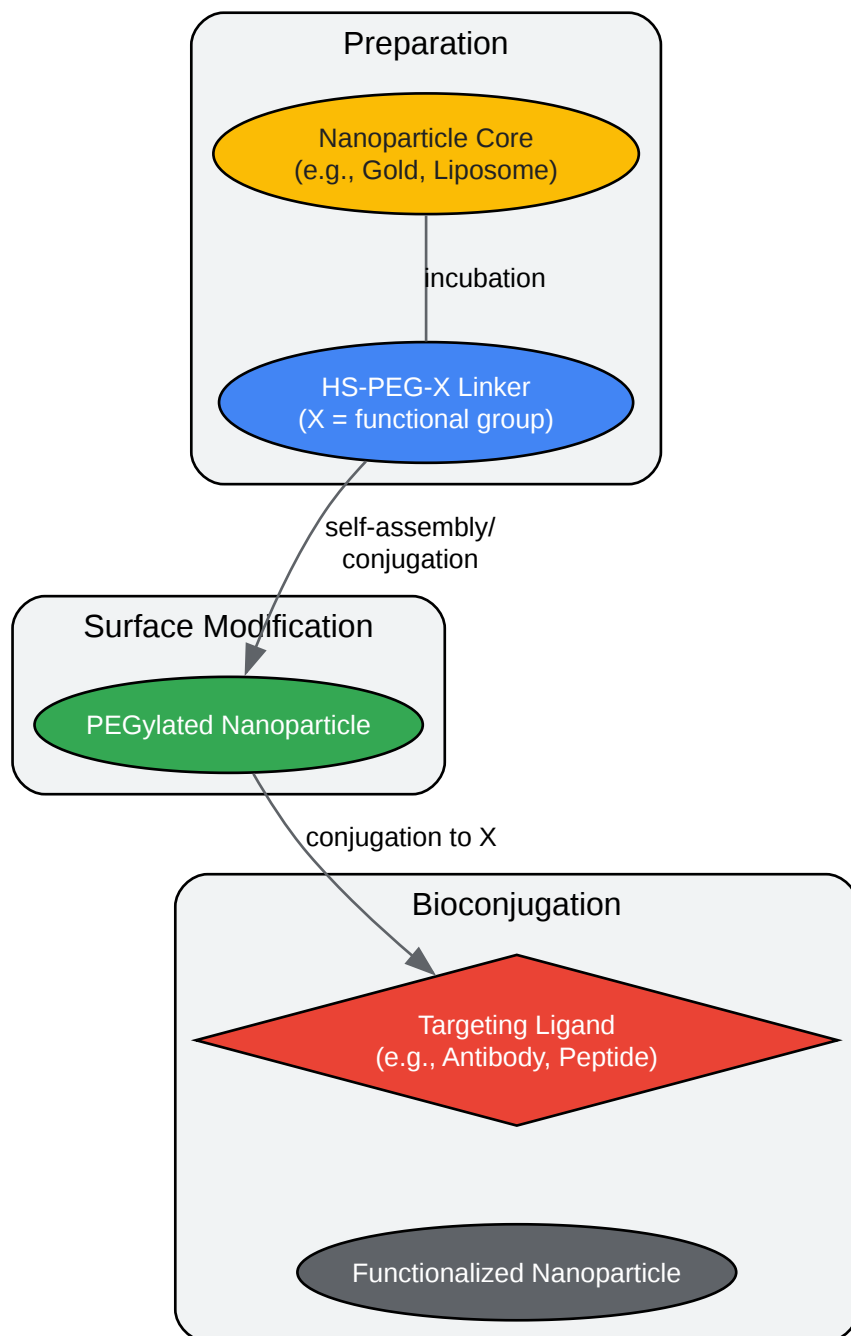 Preparation
Nanoparticle Core
(e.g., Gold, Liposome)
incubation
HS-PEG-X Linker
(X = functional group)
self-assembly/
conjugation
Surface Modification
PEGylated Nanoparticle
conjugation to X
Bioconjugation
Targeting Ligand
(e.g., Antibody, Peptide)
Functionalized Nanoparticle